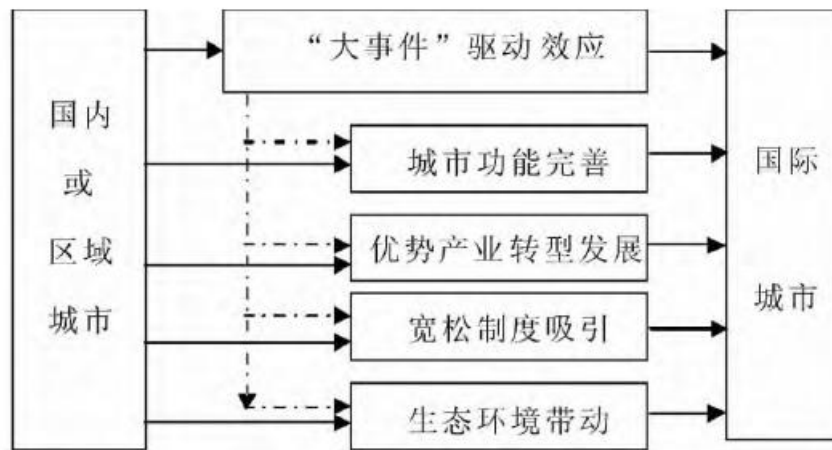 国内
或
区域
城市
“大事件”驱动效应
城市功能完善
优势产业转型发展
宽松制度吸引
生态环境带动
国际
城市